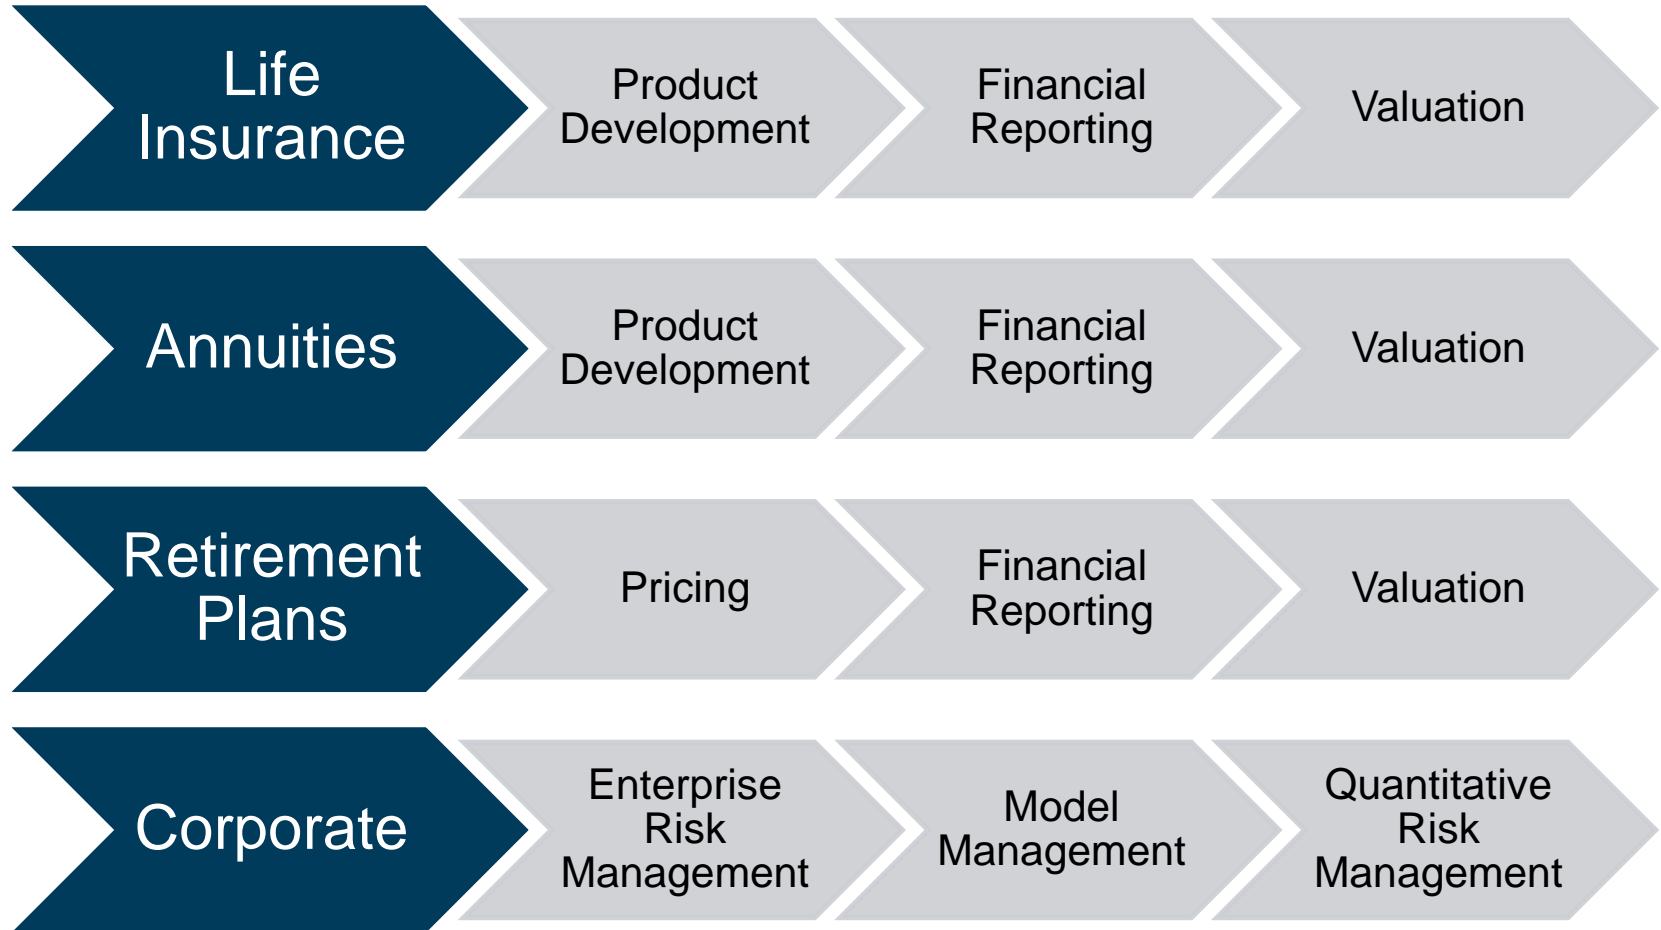 Life
Insurance
Product
Development
Financial
Reporting
Valuation
Annuities
Product
Development
Financial
Reporting
Valuation
Retirement
Plans
Pricing
Financial
Reporting
Valuation
Corporate
Enterprise
Risk
Management
Model
Management
Quantitative
Risk
Management